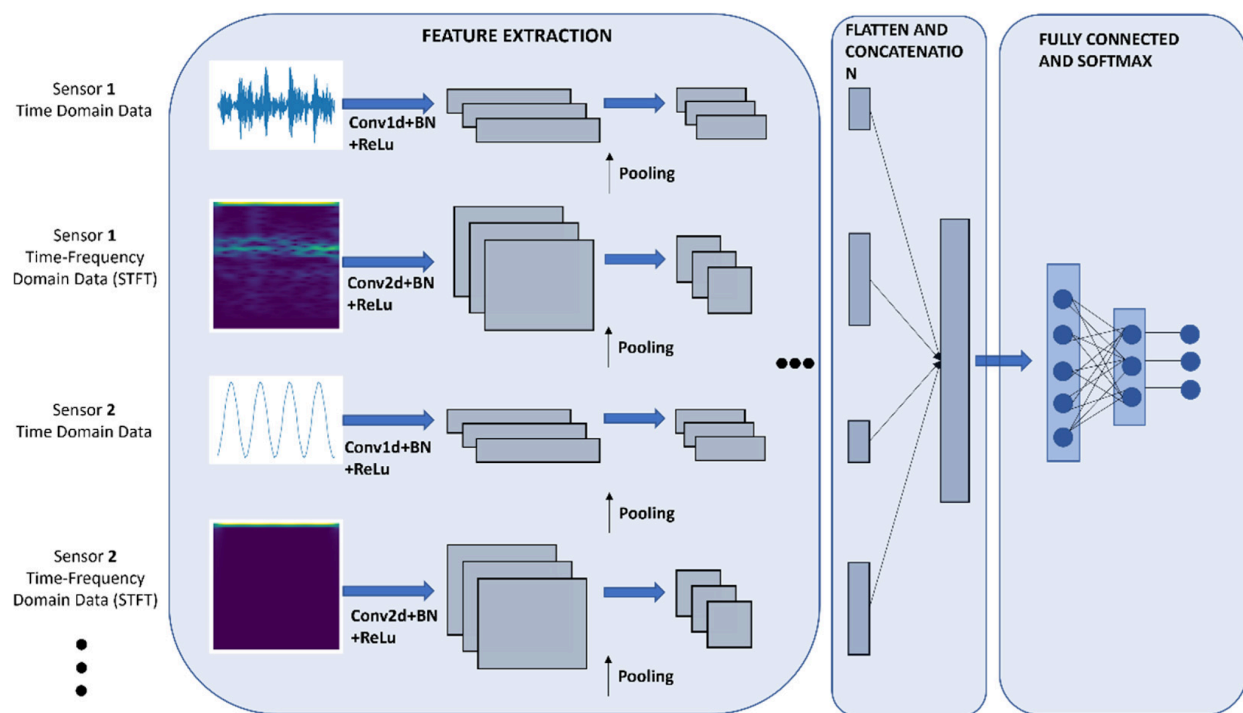 FEATURE EXTRACTION
FLATTEN AND
CONCATENATIO
N
FULLY CONNECTED
AND SOFTMAX
Sensor 1
Time Domain Data
Conv1d+BN
+ReLu
Pooling
Sensor 1
Time-Frequency
Domain Data (STFT)
Conv2d+BN
+ReLu
Pooling
Sensor 2
Time Domain Data
Conv1d+BN
+ReLu
Pooling
Sensor 2
Time-Frequency
Domain Data (STFT)
Conv2d+BN
+ReLu
Pooling